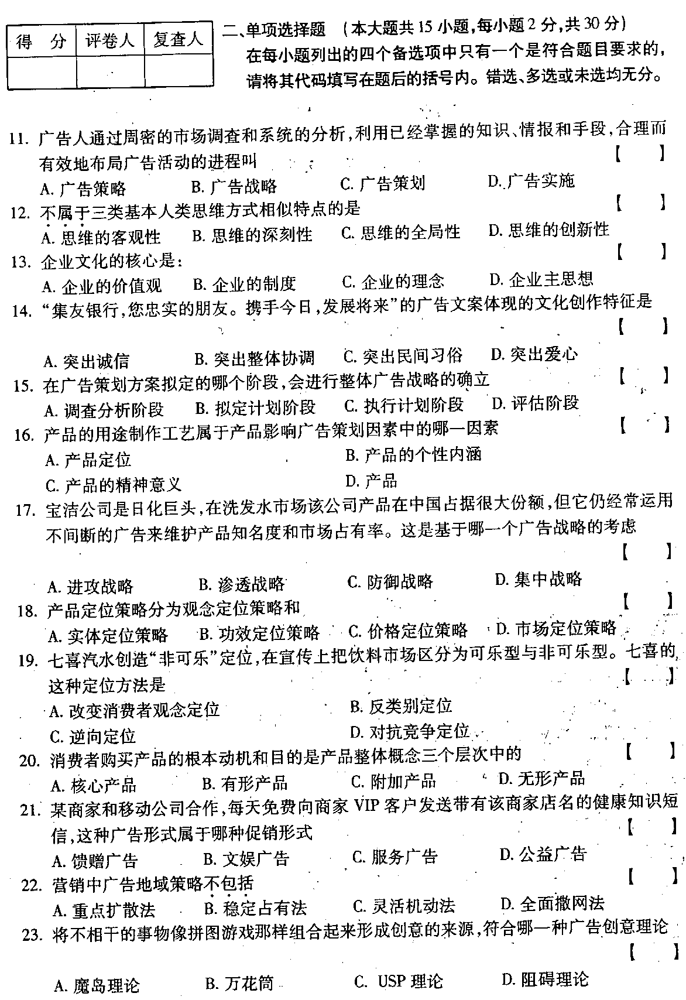 得 分 评卷人 复查人
二、单项选择题 （本大题共 15 小题,每小题 2 分,共 30 分）
在每小题列出的四个备选项中只有一个是符合题目要求的,
请将其代码填写在题后的括号内。错选、多选或未选均无分。
11. 广告人通过周密的市场调查和系统的分析,利用已经掌握的知识、情报和手段,合理而
有效地布局广告活动的进程叫 【 】
A. 广告策略 B. 广告战略 C. 广告策划 D. 广告实施
12. 不属于三类基本人类思维方式相似特点的是 【 】
A. 思维的客观性 B. 思维的深刻性 C. 思维的全局性 D. 思维的创新性
13. 企业文化的核心是： 【 】
A. 企业的价值观 B. 企业的制度 C. 企业的理念 D. 企业主思想
14. “集友银行,您忠实的朋友。携手今日,发展将来”的广告文案体现的文化创作特征是
【 】
A. 突出诚信 B. 突出整体协调 C. 突出民间习俗 D. 突出爱心
15. 在广告策划方案拟定的哪个阶段,会进行整体广告战略的确立 【 】
A. 调查分析阶段 B. 拟定计划阶段 C. 执行计划阶段 D. 评估阶段
16. 产品的用途制作工艺属于产品影响广告策划因素中的哪一因素 【 】
A. 产品定位 B. 产品的个性内涵
C. 产品的精神意义 D. 产品
17. 宝洁公司是日化巨头,在洗发水市场该公司产品在中国占据很大份额,但它仍经常运用
不间断的广告来维护产品知名度和市场占有率。这是基于哪一个广告战略的考虑
【 】
A. 进攻战略 B. 渗透战略 C. 防御战略 D. 集中战略
18. 产品定位策略分为观念定位策略和 【 】
A. 实体定位策略 B. 功效定位策略 C. 价格定位策略 D. 市场定位策略
19. 七喜汽水创造“非可乐”定位,在宣传上把饮料市场区分为可乐型与非可乐型。七喜的
这种定位方法是 【 】
A. 改变消费者观念定位 B. 反类别定位
C. 逆向定位 D. 对抗竞争定位
20. 消费者购买产品的根本动机和目的是产品整体概念三个层次中的 【 】
A. 核心产品 B. 有形产品 C. 附加产品 D. 无形产品
21. 某商家和移动公司合作,每天免费向商家 VIP 客户发送带有该商家店名的健康知识短
信,这种广告形式属于哪种促销形式 【 】
A. 馈赠广告 B. 文娱广告 C. 服务广告 D. 公益广告
22. 营销中广告地域策略不包括 【 】
A. 重点扩散法 B. 稳定占有法 C. 灵活机动法 D. 全面撒网法
23. 将不相干的事物像拼图游戏那样组合起来形成创意的来源,符合哪一种广告创意理论
【 】
A. 魔岛理论 B. 万花筒 C. USP 理论 D. 阻碍理论